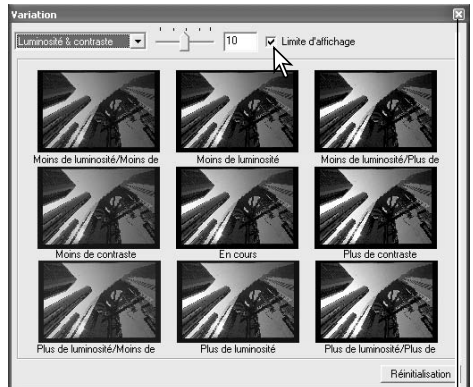 Variation
Luminosité & contraste 10 Limite d'affichage
Moins de luminosité/Moins de Moins de luminosité Moins de luminosité/Plus de
Moins de contraste En cours Plus de contraste
Plus de luminosité/Moins de Plus de luminosité Plus de luminosité/Plus de
Réinitialisation